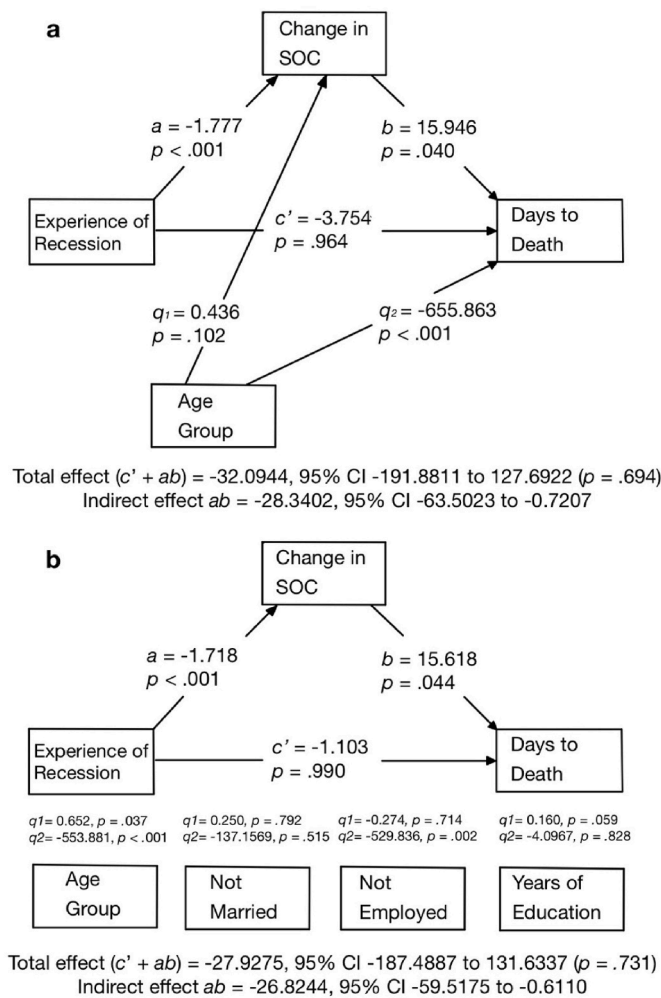 a
Change in
SOC
a = -1.777
p < .001
b = 15.946
p = .040
Experience of
Recession
c' = -3.754
p = .964
Days to
Death
q1 = 0.436
p = .102
q2 = -655.863
p < .001
Age
Group
Total effect (c' + ab) = -32.0944, 95% CI -191.8811 to 127.6922 (p = .694)
Indirect effect ab = -28.3402, 95% CI -63.5023 to -0.7207
b
Change in
SOC
a = -1.718
p < .001
b = 15.618
p = .044
Experience of
Recession
c' = -1.103
p = .990
Days to
Death
q1= 0.652, p = .037
q2= -553.881, p < .001
q1= 0.250, p = .792
q2= -137.1569, p = .515
q1= -0.274, p = .714
q2= -529.836, p = .002
q1= 0.160, p = .059
q2= -4.0967, p = .828
Age
Group
Not
Married
Not
Employed
Years of
Education
Total effect (c' + ab) = -27.9275, 95% CI -187.4887 to 131.6337 (p = .731)
Indirect effect ab = -26.8244, 95% CI -59.5175 to -0.6110